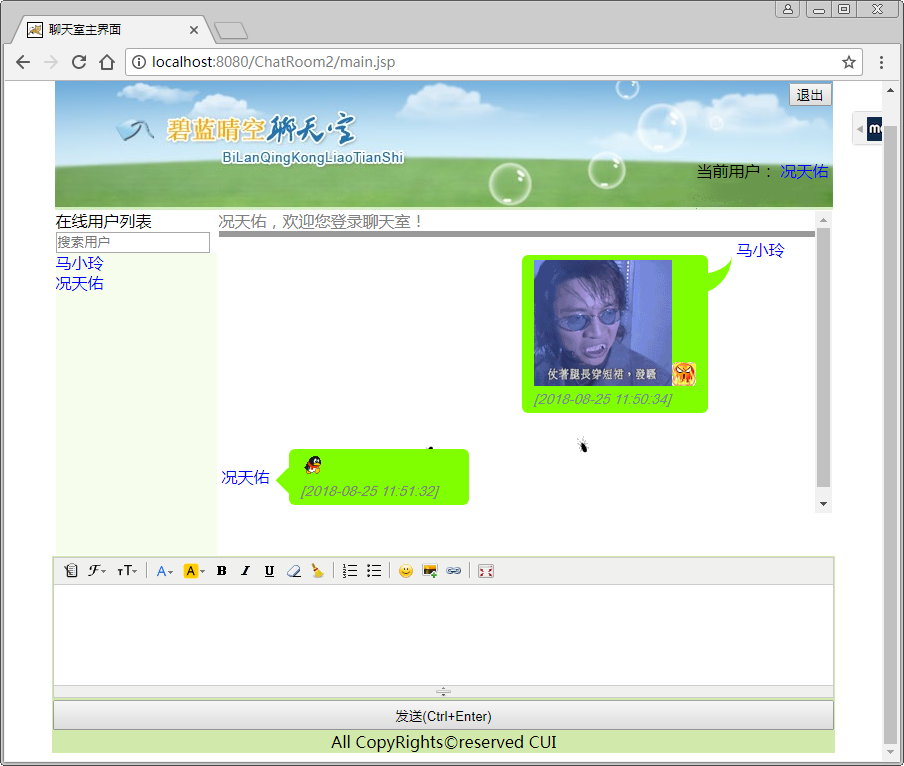 聊天室主界面
localhost:8080/ChatRoom2/main.jsp
退出
碧蓝晴空聊天室
BiLanQingKongLiaoTianShi
当前用户： 况天佑
在线用户列表
搜索用户
马小玲
况天佑
况天佑，欢迎您登录聊天室！
马小玲
仗著腿長穿短裙，發騷
[2018-08-25 11:50:34]
况天佑
[2018-08-25 11:51:32]
发送(Ctrl+Enter)
All CopyRights©reserved CUI